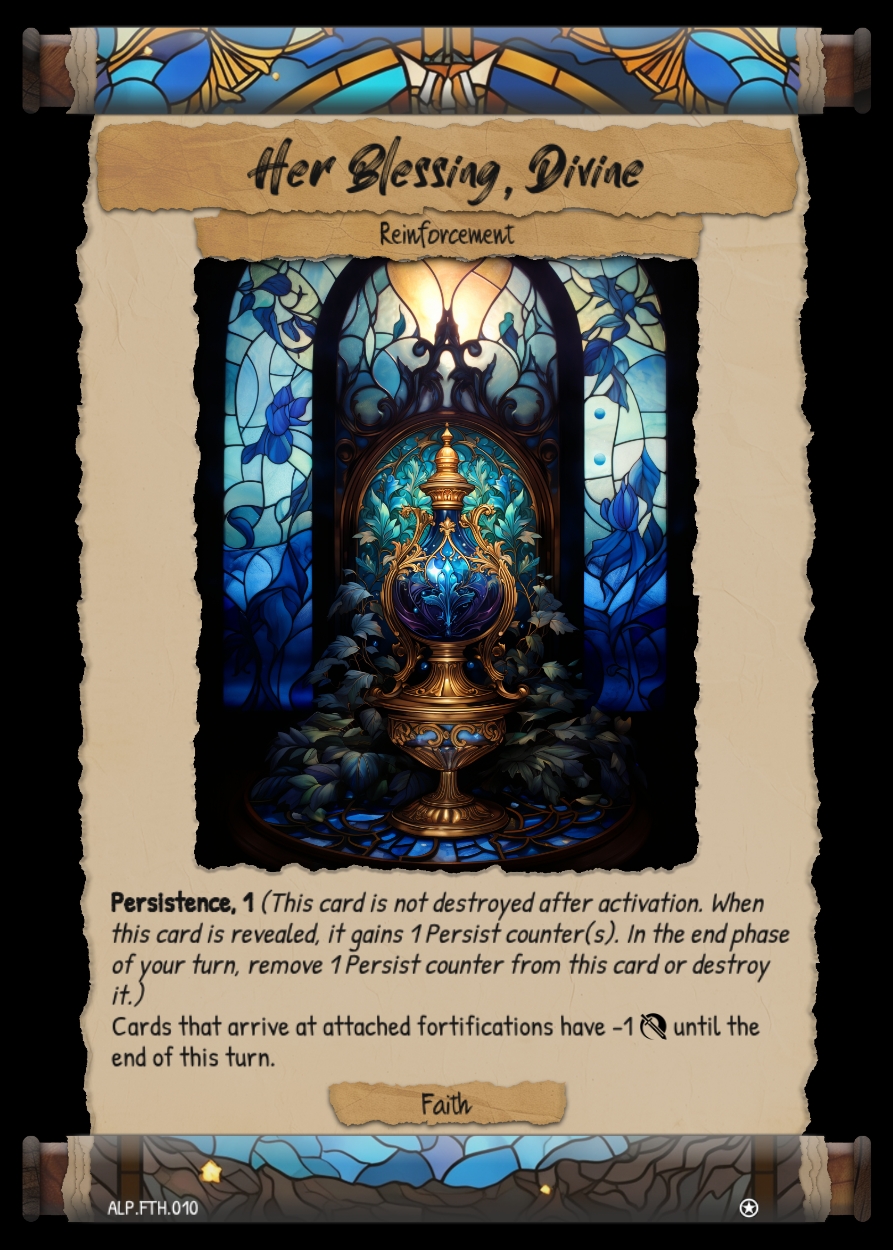 Her Blessing, Divine
Reinforcement
Persistence, 1 (This card is not destroyed after activation. When
this card is revealed, it gains 1 Persist counter(s). In the end phase
of your turn, remove 1 Persist counter from this card or destroy
it.)
Cards that arrive at attached fortifications have -1 until the
end of this turn.
Faith
ALP.FTH.010